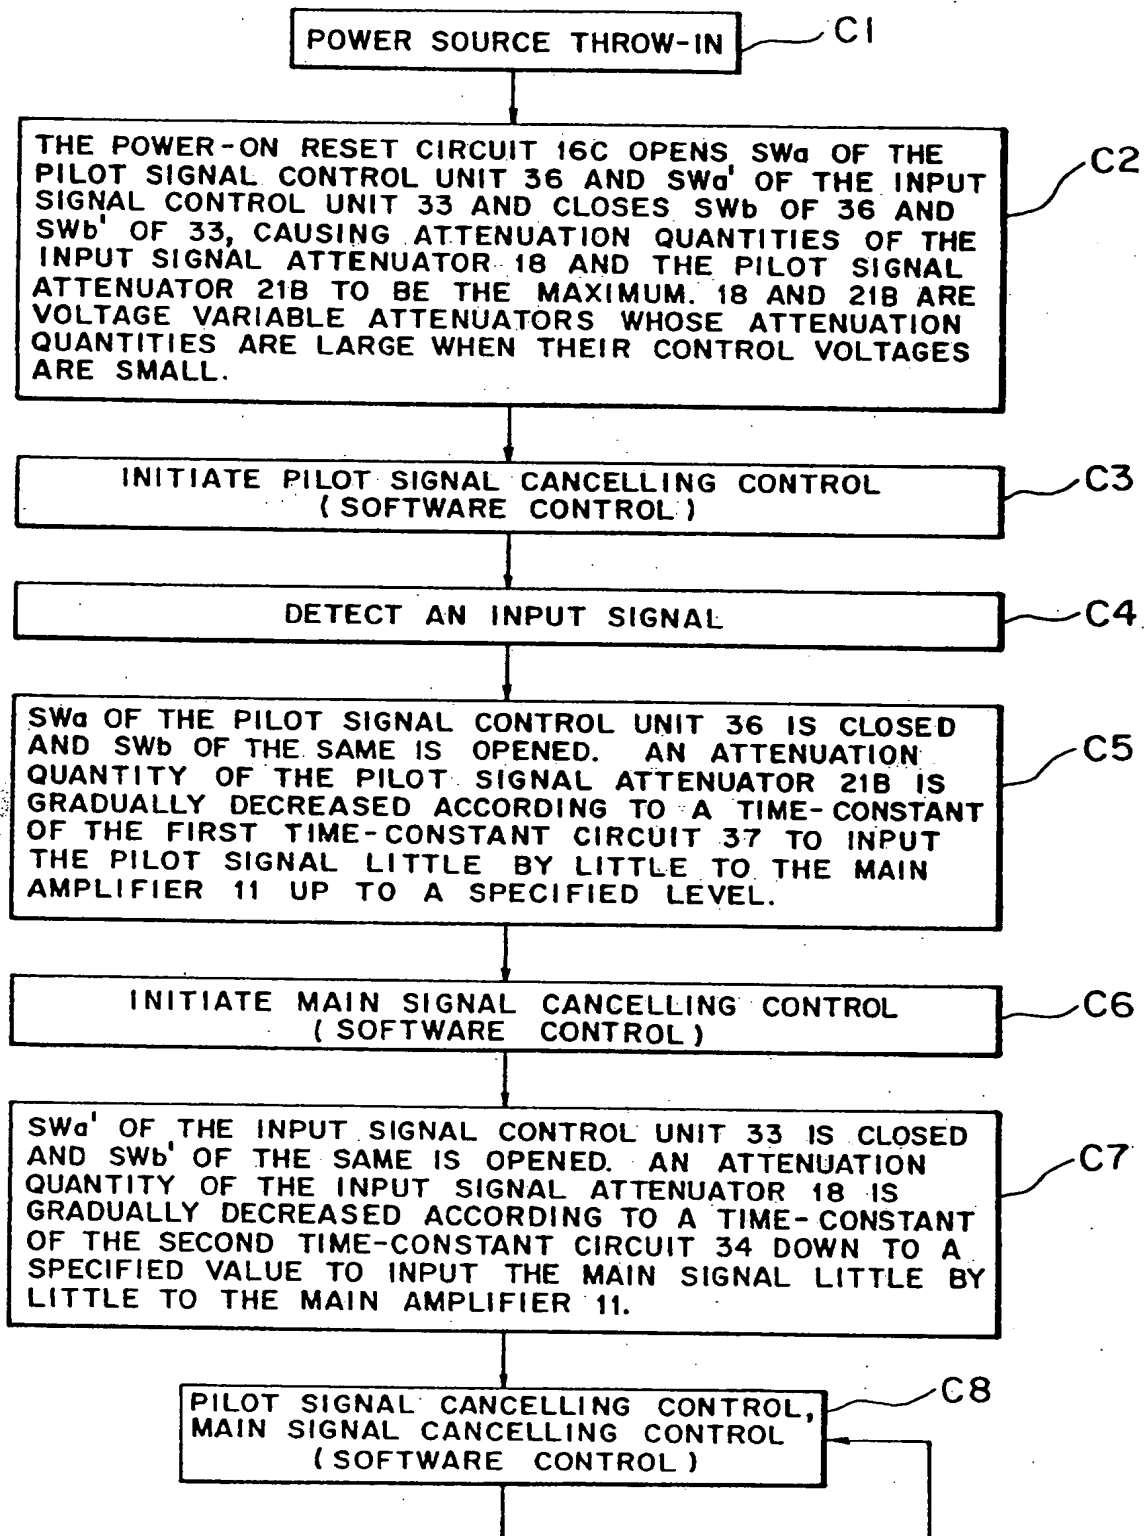 POWER SOURCE THROW-IN
C1
THE POWER-ON RESET CIRCUIT 16C OPENS SWa OF THE
PILOT SIGNAL CONTROL UNIT 36 AND SWa' OF THE INPUT
SIGNAL CONTROL UNIT 33 AND CLOSES SWb OF 36 AND
SWb' OF 33, CAUSING ATTENUATION QUANTITIES OF THE
INPUT SIGNAL ATTENUATOR 18 AND THE PILOT SIGNAL
ATTENUATOR 21B TO BE THE MAXIMUM. 18 AND 21B ARE
VOLTAGE VARIABLE ATTENUATORS WHOSE ATTENUATION
QUANTITIES ARE LARGE WHEN THEIR CONTROL VOLTAGES
ARE SMALL.
C2
INITIATE PILOT SIGNAL CANCELLING CONTROL
(SOFTWARE CONTROL)
C3
DETECT AN INPUT SIGNAL
C4
SWa OF THE PILOT SIGNAL CONTROL UNIT 36 IS CLOSED
AND SWb OF THE SAME IS OPENED. AN ATTENUATION
QUANTITY OF THE PILOT SIGNAL ATTENUATOR 21B IS
GRADUALLY DECREASED ACCORDING TO A TIME-CONSTANT
OF THE FIRST TIME-CONSTANT CIRCUIT 37 TO INPUT
THE PILOT SIGNAL LITTLE BY LITTLE TO THE MAIN
AMPLIFIER 11 UP TO A SPECIFIED LEVEL.
C5
INITIATE MAIN SIGNAL CANCELLING CONTROL
(SOFTWARE CONTROL)
C6
SWa' OF THE INPUT SIGNAL CONTROL UNIT 33 IS CLOSED
AND SWb' OF THE SAME IS OPENED. AN ATTENUATION
QUANTITY OF THE INPUT SIGNAL ATTENUATOR 18 IS
GRADUALLY DECREASED ACCORDING TO A TIME-CONSTANT
OF THE SECOND TIME-CONSTANT CIRCUIT 34 DOWN TO A
SPECIFIED VALUE TO INPUT THE MAIN SIGNAL LITTLE BY
LITTLE TO THE MAIN AMPLIFIER 11.
C7
PILOT SIGNAL CANCELLING CONTROL,
MAIN SIGNAL CANCELLING CONTROL
(SOFTWARE CONTROL)
C8